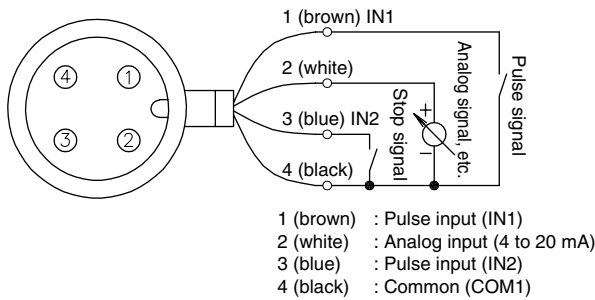 1 (brown) IN1
2 (white)
3 (blue) IN2
4 (black)
4
1
3
2
Stop signal
+
−
Analog signal, etc.
Pulse signal
1 (brown) : Pulse input (IN1)
2 (white) : Analog input (4 to 20 mA)
3 (blue) : Pulse input (IN2)
4 (black) : Common (COM1)